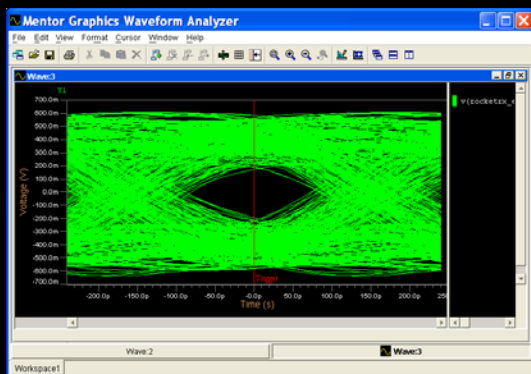 Mentor Graphics Waveform Analyzer
File Edit View Format Cursor Window Help
Wave:3
Y1
700.0m
600.0m
500.0m
400.0m
300.0m
200.0m
100.0m
0.0m
-100.0m
-200.0m
-300.0m
-400.0m
-500.0m
-600.0m
-700.0m
Voltage (V)
v(rocketrx_
-200.0p -150.0p -100.0p -50.0p -0.0p 50.0p 100.0p 150.0p 200.0p
Time (s)
Wave:2
Wave:3
Workspace1